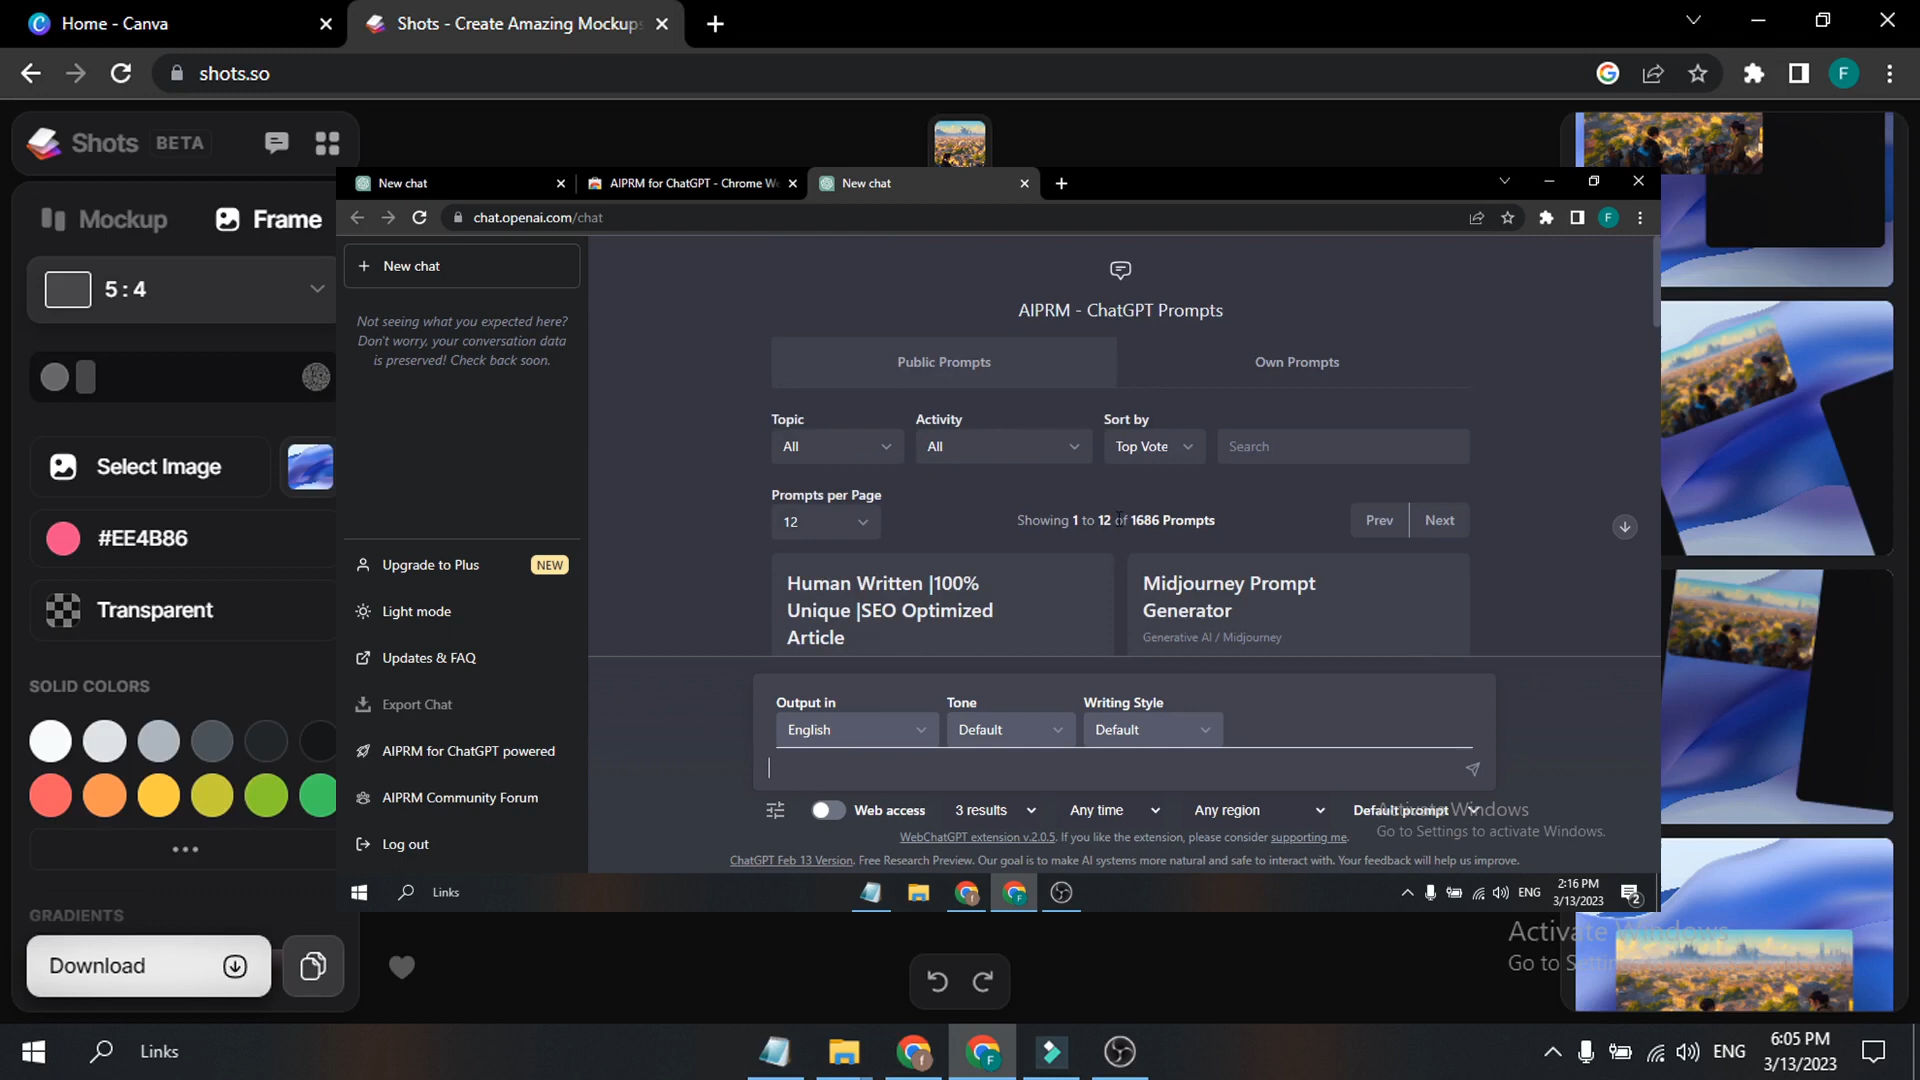 Home - Canva
Shots - Create Amazing Mockups
shots.so
Shots BETA
Mockup
Frame
5:4
Select Image
#EE4B86
Transparent
SOLID COLORS
GRADIENTS
Download
New chat
AIPRM for ChatGPT - Chrome We
New chat
chat.openai.com/chat
New chat
Not seeing what you expected here?
Don't worry, your conversation data
is preserved! Check back soon.
Upgrade to Plus NEW
Light mode
Updates & FAQ
Export Chat
AIPRM for ChatGPT powered
AIPRM Community Forum
Log out
AIPRM - ChatGPT Prompts
Public Prompts
Own Prompts
Topic
Activity
Sort by
All
All
Top Vote
Search
Prompts per Page
12
Showing 1 to 12 of 1686 Prompts
Prev
Next
Human Written |100%
Unique |SEO Optimized
Article
Midjourney Prompt
Generator
Generative AI / Midjourney
Output in
Tone
Writing Style
English
Default
Default
Web access
3 results
Any time
Any region
Default prompt
Activate Windows
Go to Settings to activate Windows.
WebChatGPT extension v.2.0.5. If you like the extension, please consider supporting me.
ChatGPT Feb 13 Version. Free Research Preview. Our goal is to make AI systems more natural and safe to interact with. Your feedback will help us improve.
Links
ENG
2:16 PM
3/13/2023
2
Activate Windows
Go to Setti
Links
ENG
6:05 PM
3/13/2023
F
F